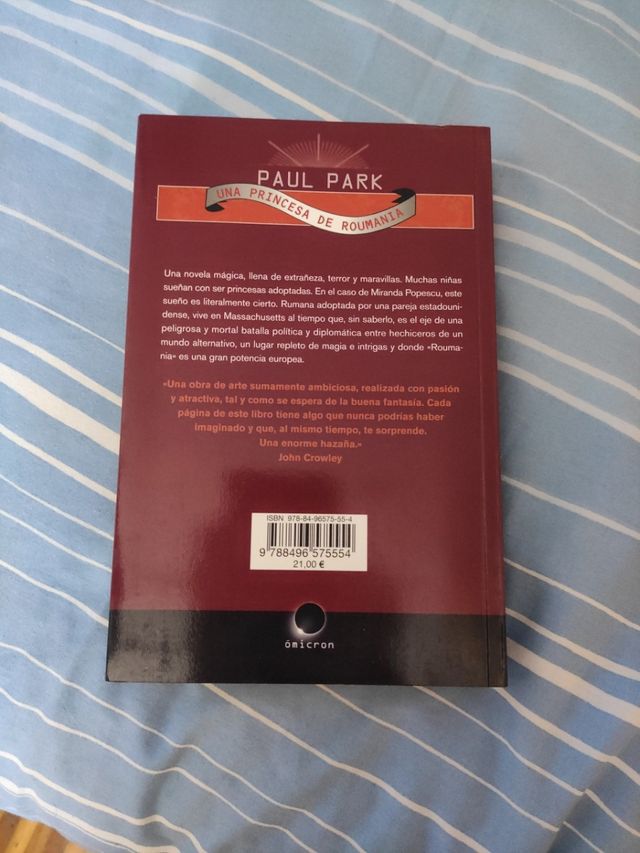 PAUL PARK
UNA PRINCESA DE ROUMANIA
Una novela mágica, llena de extrañeza, terror y maravillas. Muchas niñas
sueñan con ser princesas adoptadas. En el caso de Miranda Popescu, este
sueño es literalmente cierto. Rumana adoptada por una pareja estadouni-
dense, vive en Massachusetts al tiempo que, sin saberlo, es el eje de una
peligrosa y mortal batalla política y diplomática entre hechiceros de un
mundo alternativo, un lugar repleto de magia e intrigas y donde «Rouma-
nia» es una gran potencia europea.
«Una obra de arte sumamente ambiciosa, realizada con pasión
y atractiva, tal y como se espera de la buena fantasía. Cada
página de este libro tiene algo que nunca podrías haber
imaginado y que, al mismo tiempo, te sorprende.
Una enorme hazaña.»
John Crowley
ISBN 978-84-96575-55-4
9 788496 575554
21,00 €
ómicron